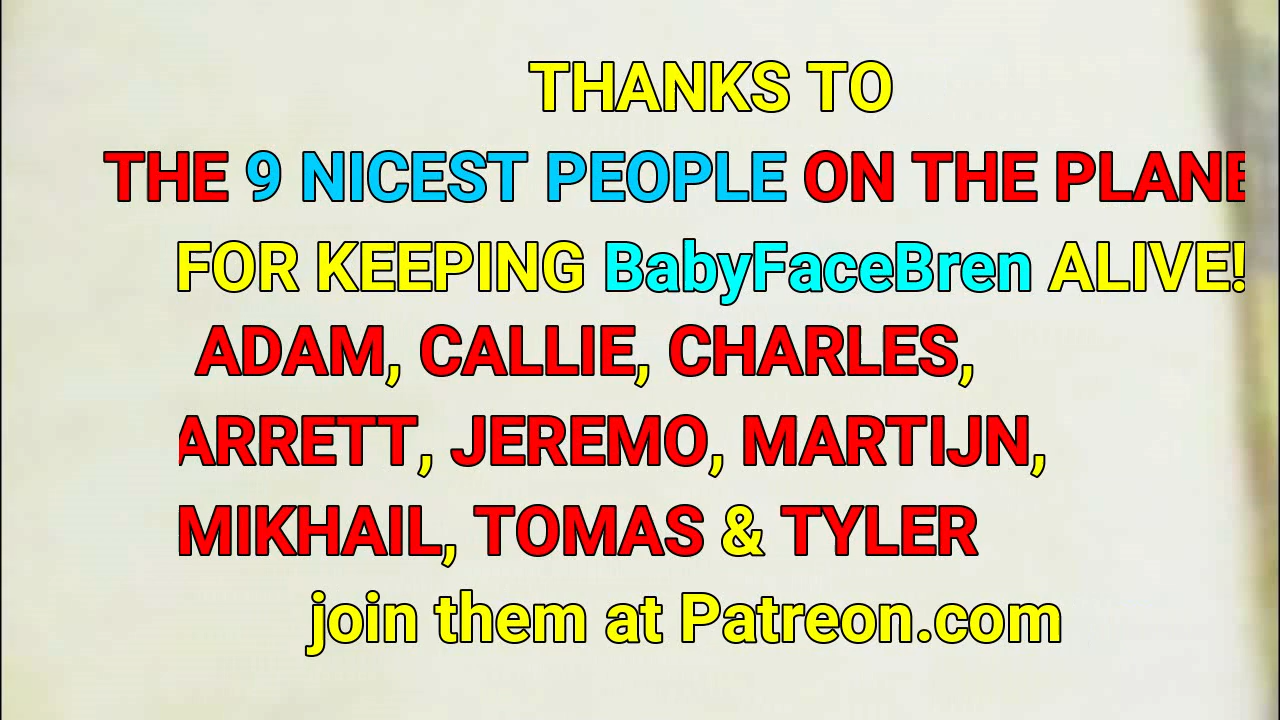 THANKS TO
THE 9 NICEST PEOPLE ON THE PLANE
FOR KEEPING BabyFaceBren ALIVE!
ADAM, CALLIE, CHARLES,
ARRETT, JEREMO, MARTIJN,
MIKHAIL, TOMAS & TYLER
join them at Patreon.com